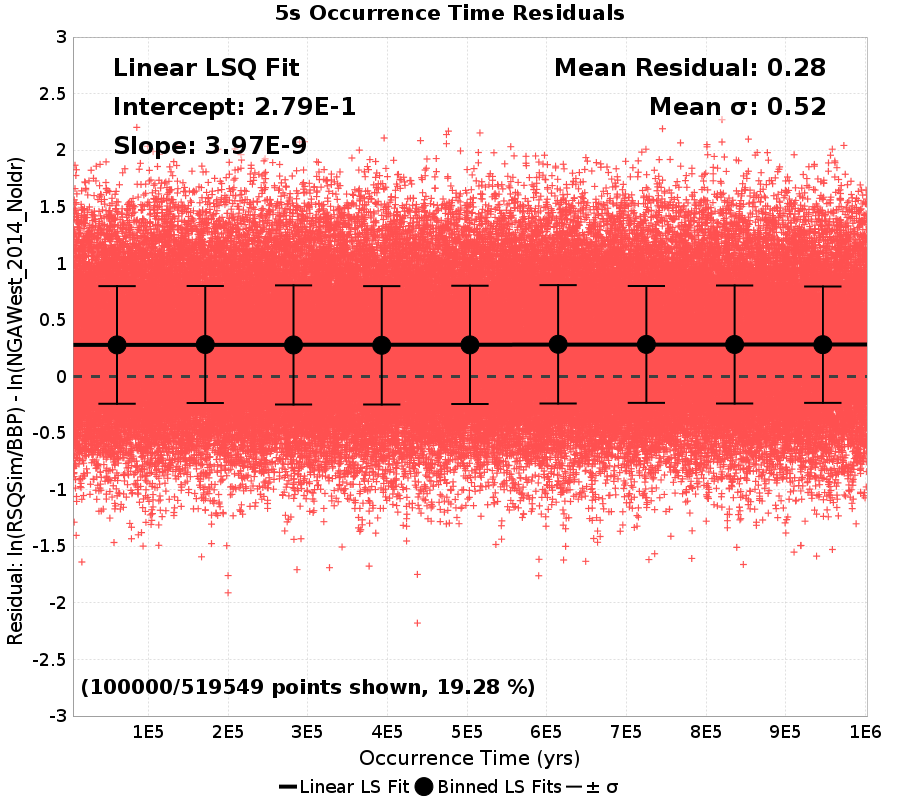 5s Occurrence Time Residuals
Linear LSQ Fit
Intercept: 2.79E-1
Slope: 3.97E-9
Mean Residual: 0.28
Mean σ: 0.52
Residual: ln(RSQSim/BBP) - ln(NGAWest_2014_NoIdr)
3
2.5
2
1.5
1
0.5
0
-0.5
-1
-1.5
-2
-2.5
-3
(100000/519549 points shown, 19.28 %)
1E5 2E5 3E5 4E5 5E5 6E5 7E5 8E5 9E5 1E6
Occurrence Time (yrs)
Linear LS Fit Binned LS Fits ± σ